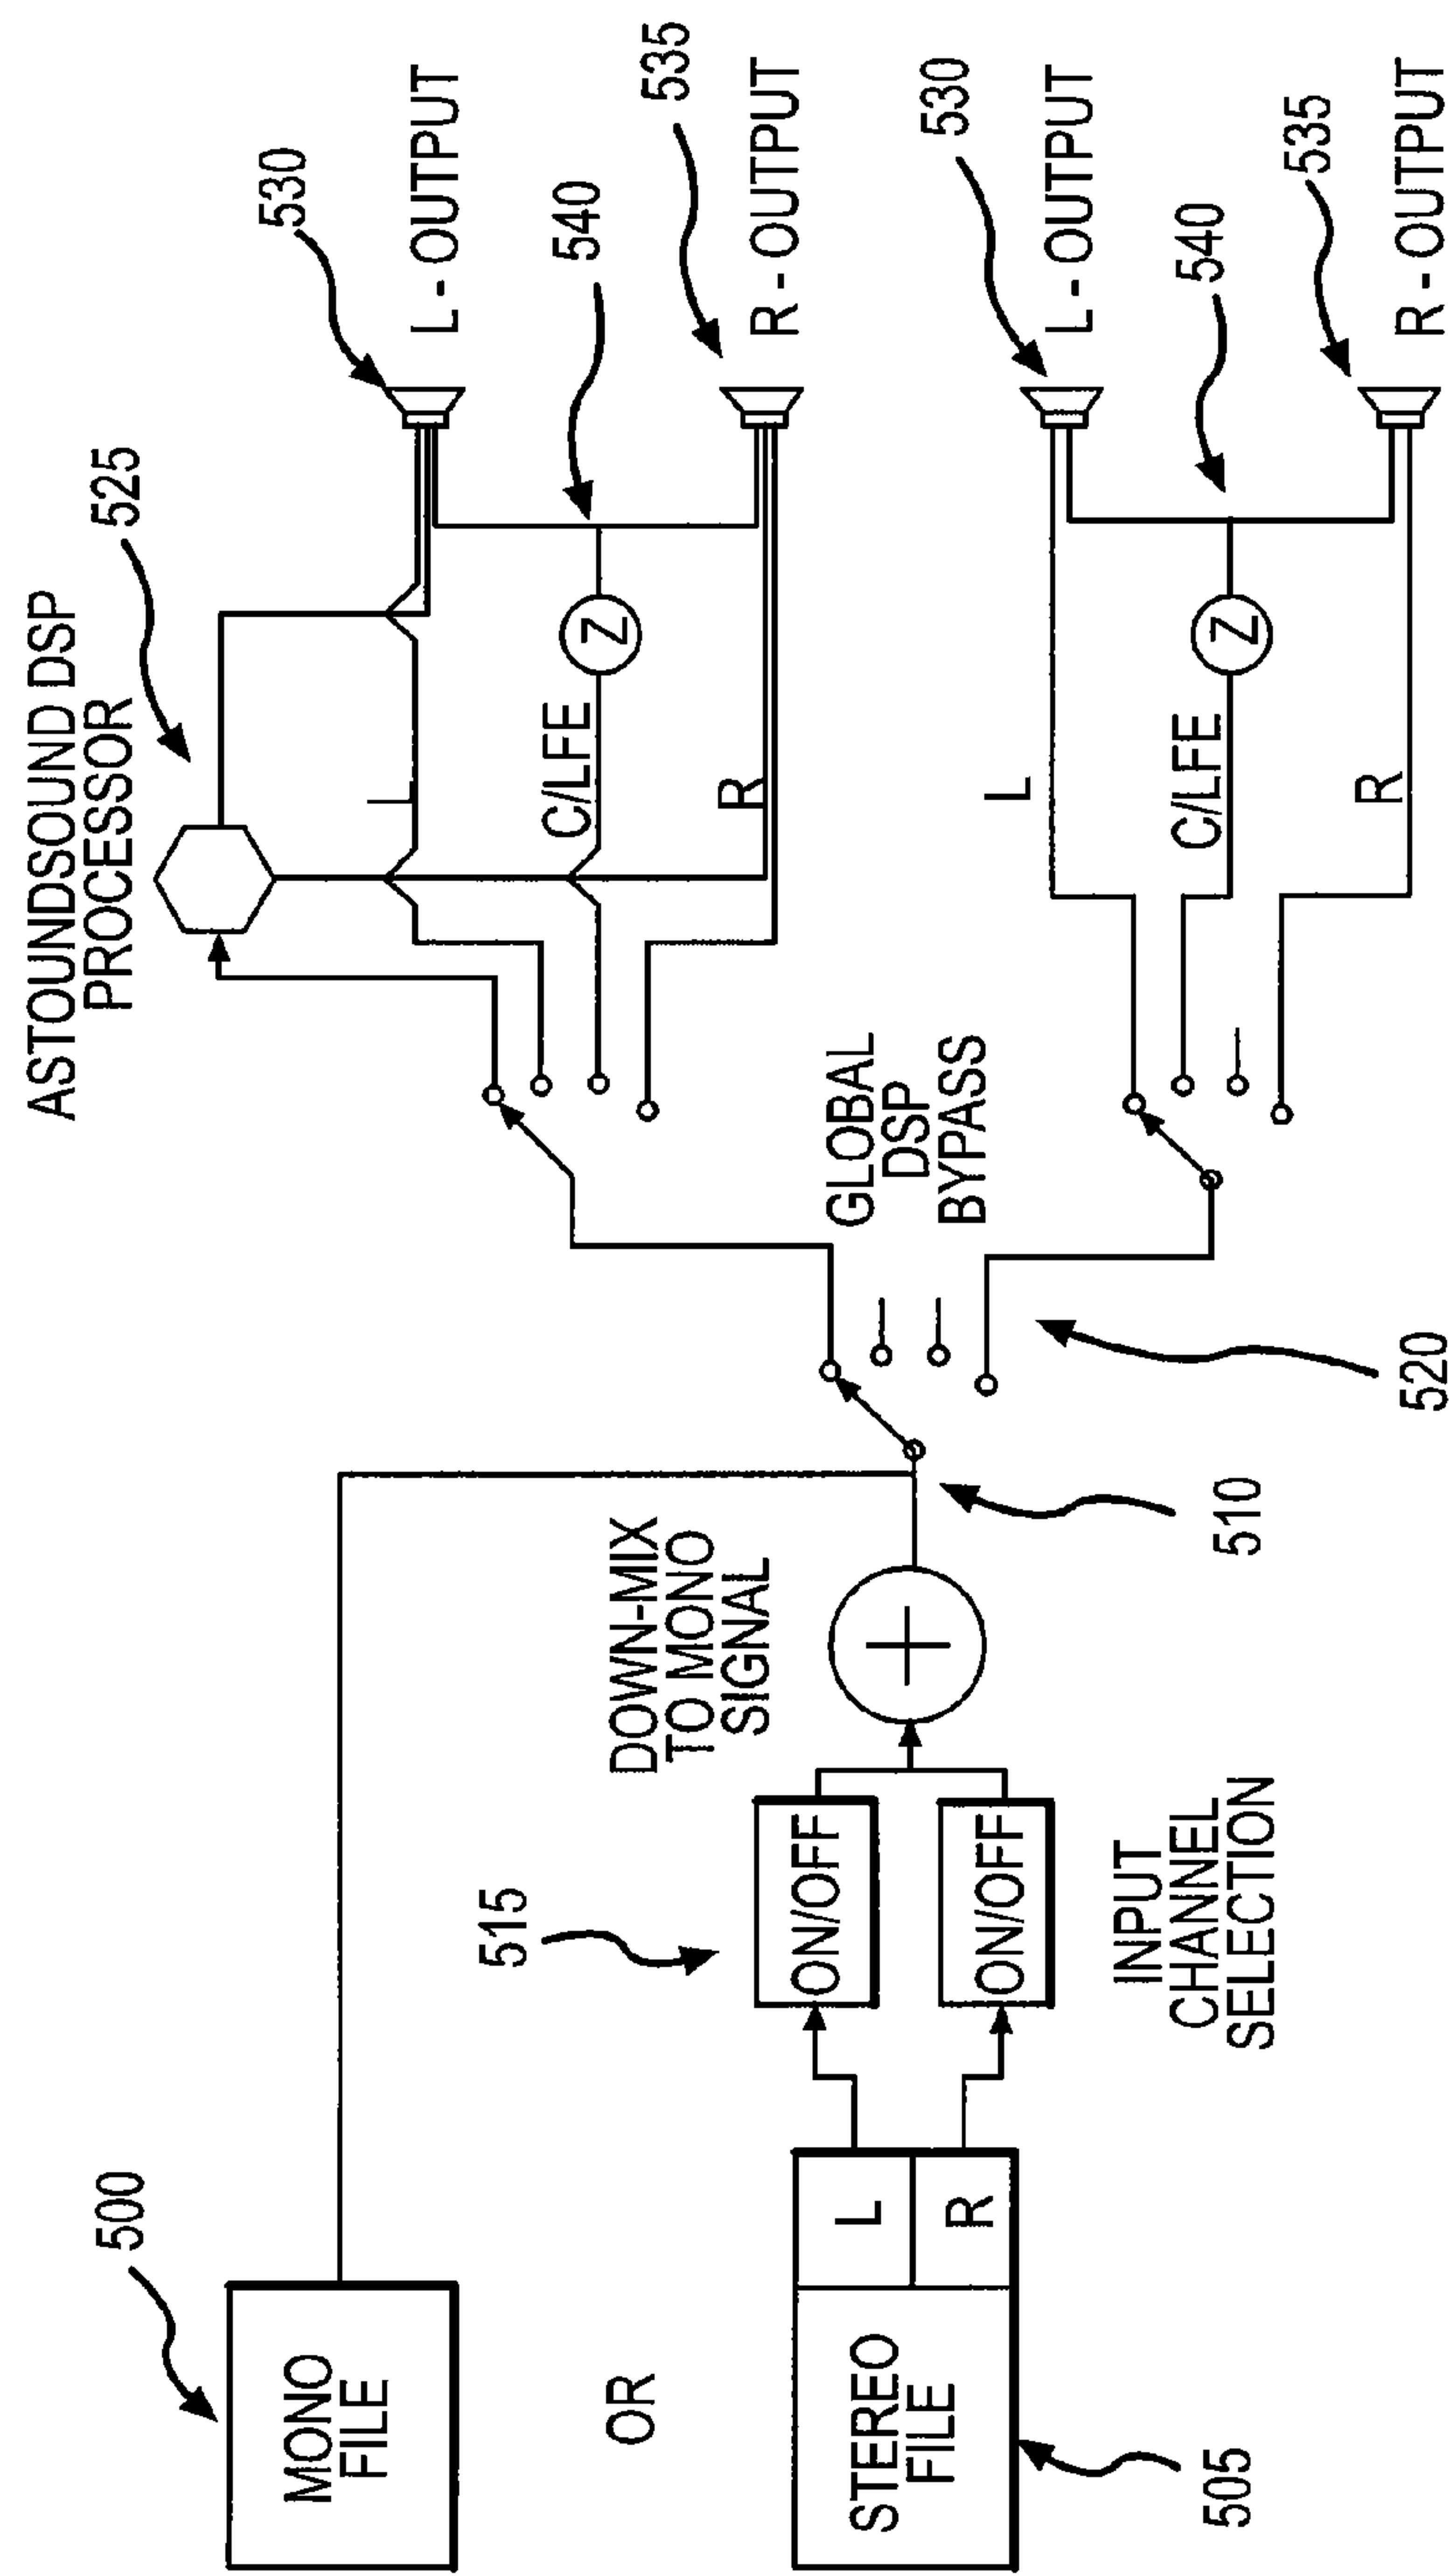 500
MONO
FILE
OR
STEREO
FILE
L
R
505
515
ON/OFF
ON/OFF
INPUT
CHANNEL
SELECTION
DOWN-MIX
TO MONO
SIGNAL
510
520
GLOBAL
DSP
BYPASS
ASTOUNDSOUND DSP
PROCESSOR
525
L
C/LFE
Z
R
530
L - OUTPUT
540
535
R - OUTPUT
L
C/LFE
Z
R
530
L - OUTPUT
540
535
R - OUTPUT